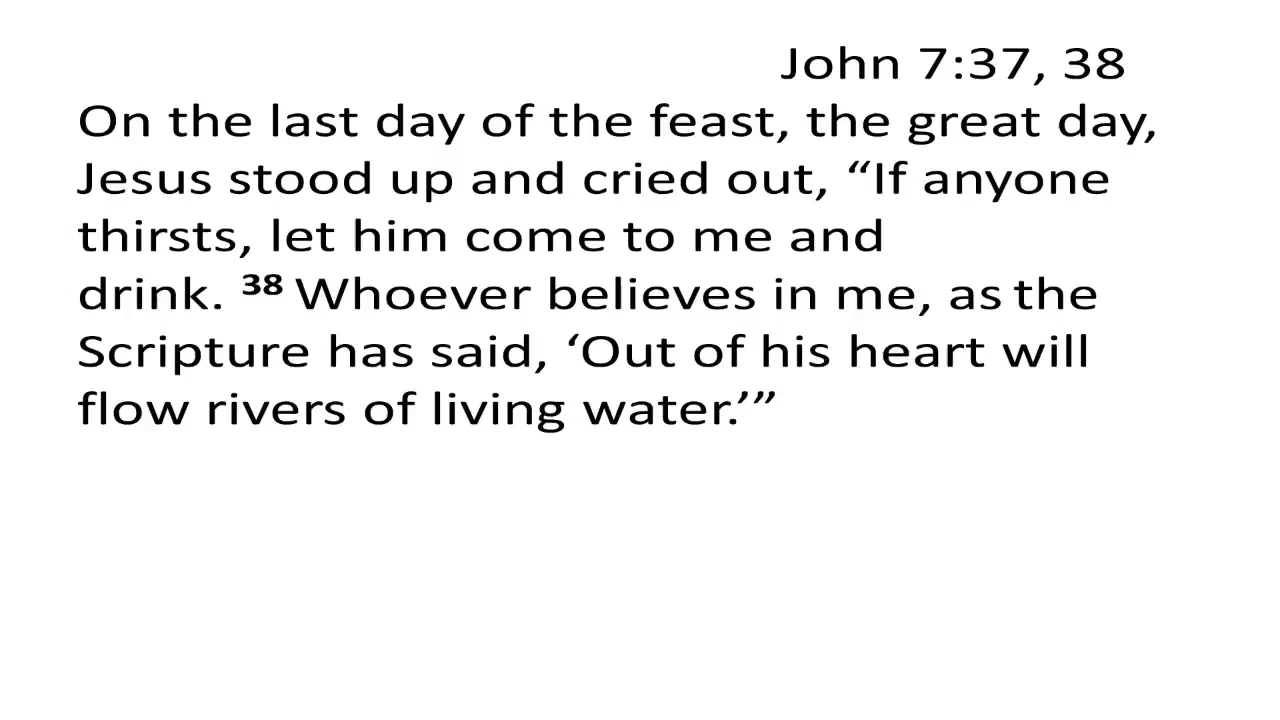 John 7:37, 38
On the last day of the feast, the great day,
Jesus stood up and cried out, “If anyone
thirsts, let him come to me and
drink. 38 Whoever believes in me, as the
Scripture has said, ‘Out of his heart will
flow rivers of living water.’”